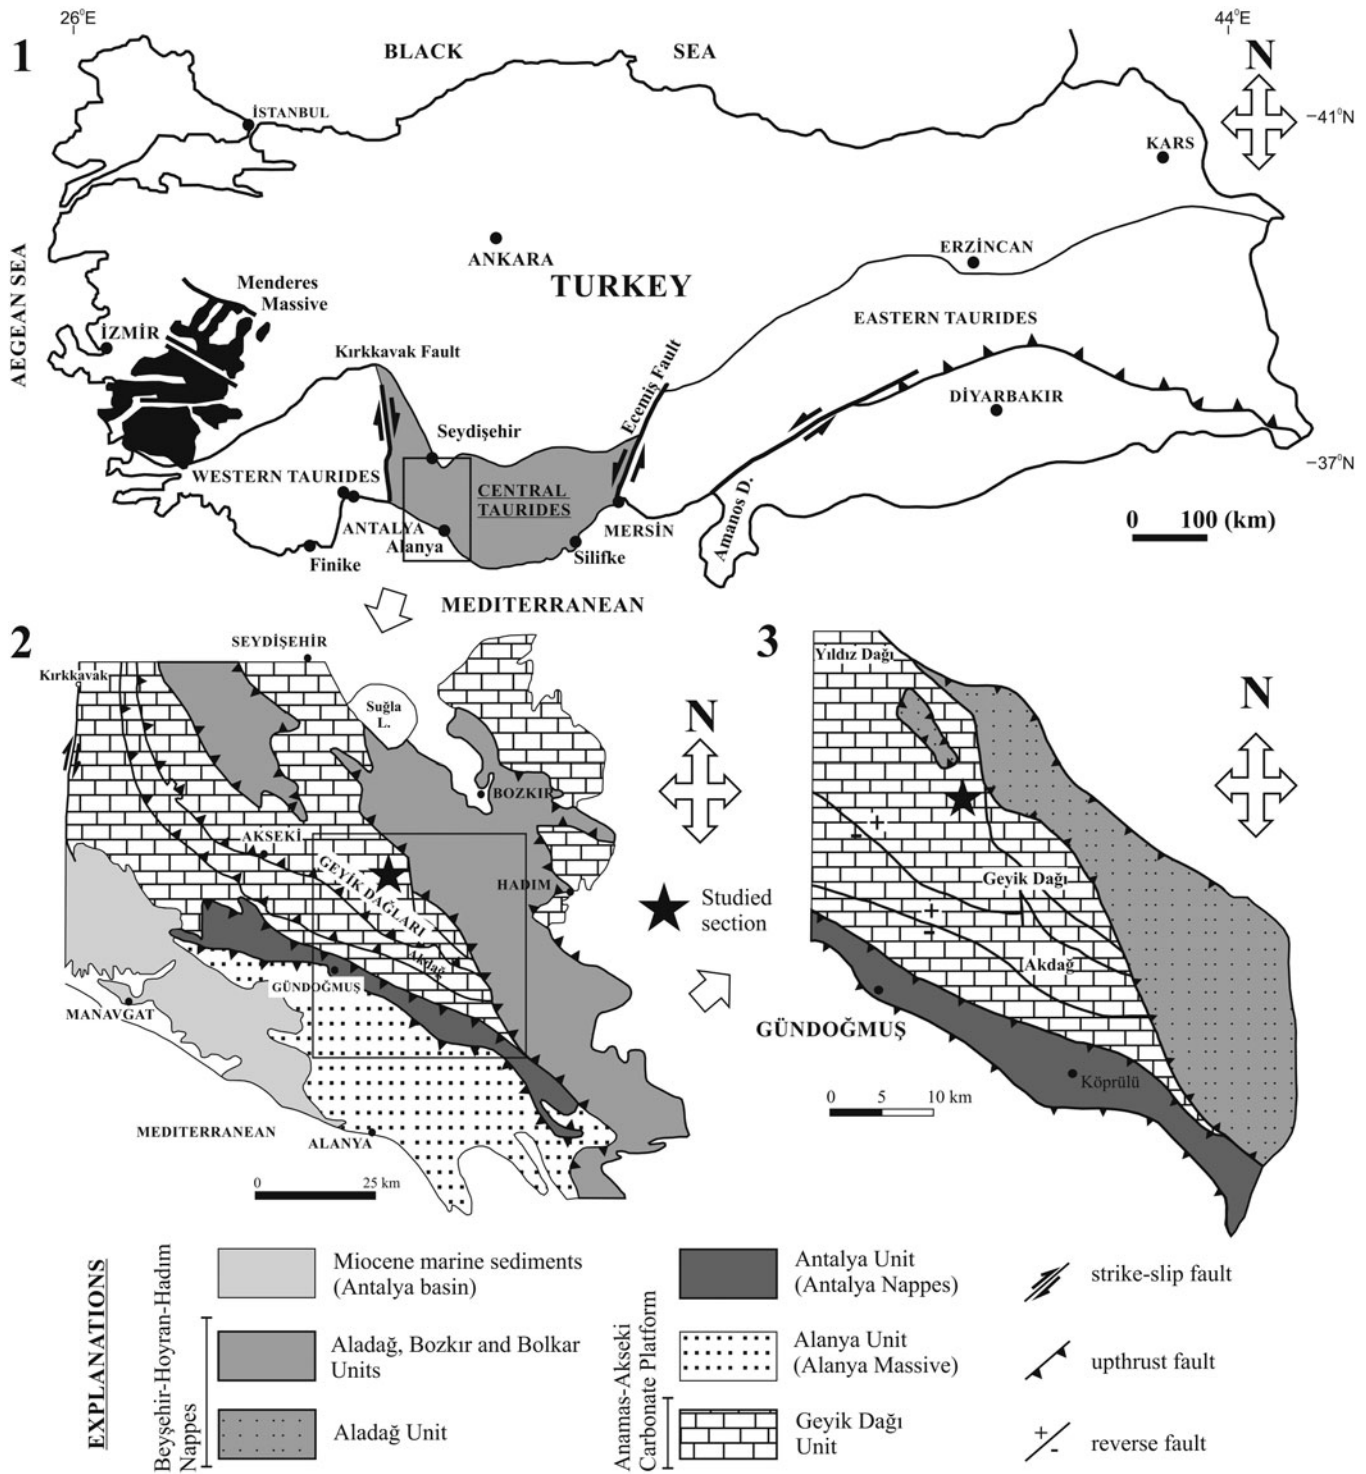 26°E
44°E
1
BLACK SEA
N
İSTANBUL
−41°N
KARS
AEGEAN SEA
ANKARA
ERZİNCAN
TURKEY
Menderes
Massive
İZMİR
EASTERN TAURIDES
Kırkkavak Fault
Ecemiş Fault
DİYARBAKIR
Seydişehir
−37°N
WESTERN TAURIDES
CENTRAL
TAURIDES
ANTALYA
Alanya
MERSİN
Amanos D.
0 100 (km)
Finike
Silifke
MEDITERRANEAN
2
SEYDİŞEHİR
Kırkkavak
Suğla
L.
N
BOZKIR
AKSEKİ
GEYİK DAĞLARI
HADIM
Akdağ
GÜNDOĞMUŞ
MANAVGAT
MEDITERRANEAN
ALANYA
0 25 km
Studied
section
3
Yıldız Dağı
N
Geyik Dağı
+
-
+
-
Akdağ
GÜNDOĞMUŞ
Köprülü
0 5 10 km
EXPLANATIONS
Miocene marine sediments
(Antalya basin)
Beyşehir-Hoyran-Hadım
Nappes
Aladağ, Bozkır and Bolkar
Units
Aladağ Unit
Antalya Unit
(Antalya Nappes)
Alanya Unit
(Alanya Massive)
Anamas-Akseki
Carbonate Platform
Geyik Dağı
Unit
strike-slip fault
upthrust fault
+
-
reverse fault